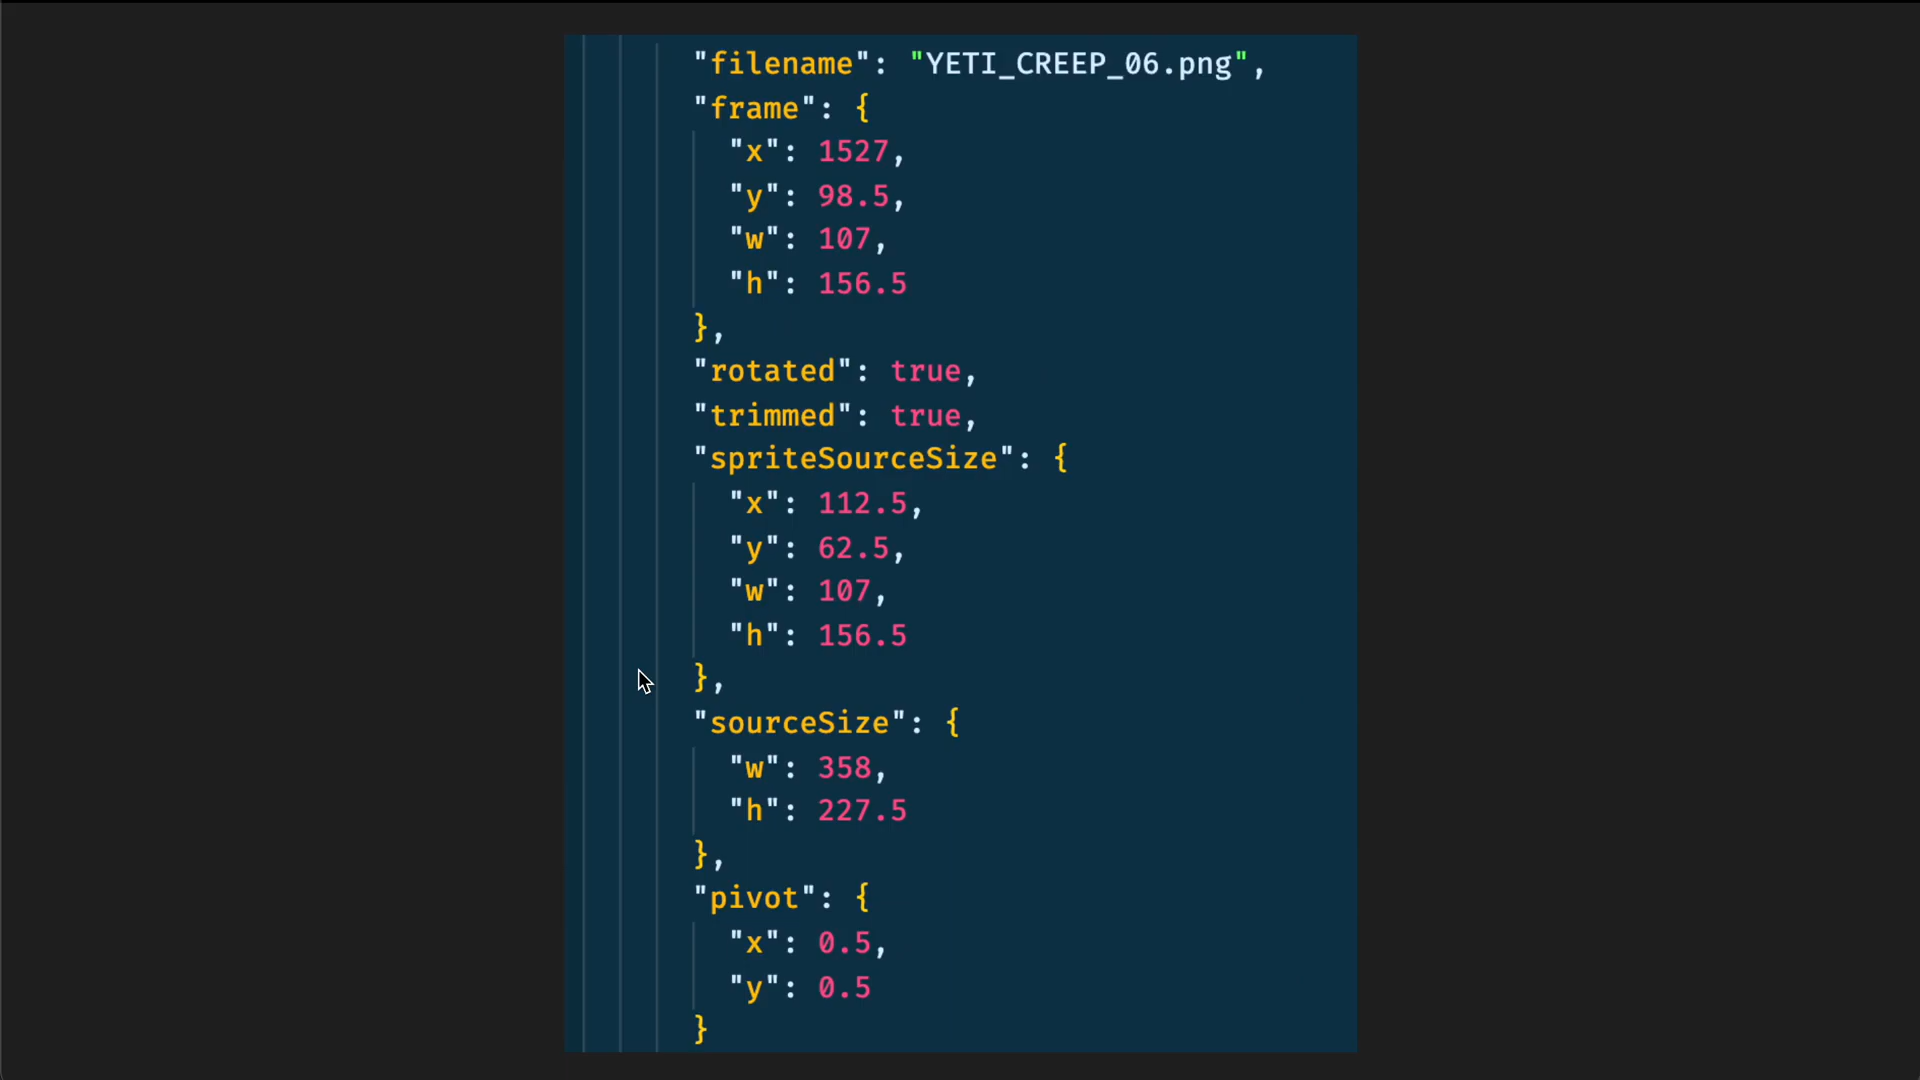 "filename": "YETI_CREEP_06.png",
"frame": {
"x": 1527,
"y": 98.5,
"w": 107,
"h": 156.5
},
"rotated": true,
"trimmed": true,
"spriteSourceSize": {
"x": 112.5,
"y": 62.5,
"w": 107,
"h": 156.5
},
"sourceSize": {
"w": 358,
"h": 227.5
},
"pivot": {
"x": 0.5,
"y": 0.5
}